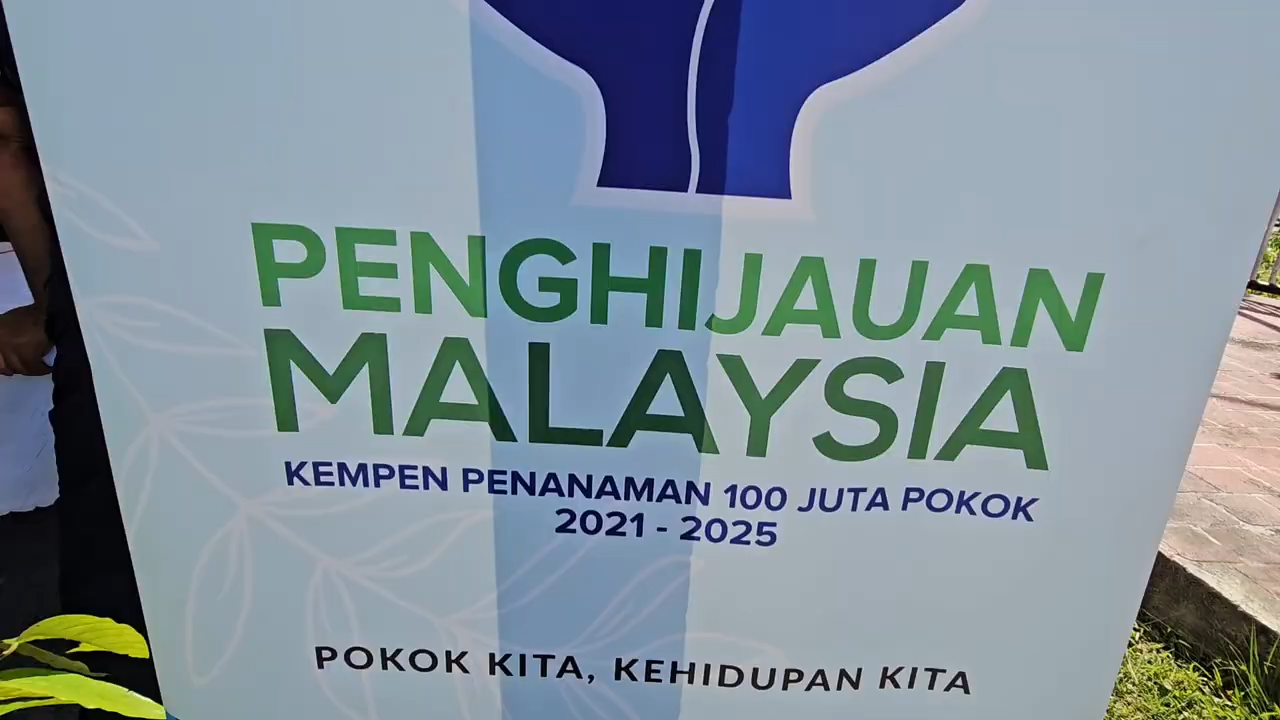 PENGHIJAUAN
MALAYSIA
KEMPEN PENANAMAN 100 JUTA POKOK
2021 - 2025
POKOK KITA, KEHIDUPAN KITA